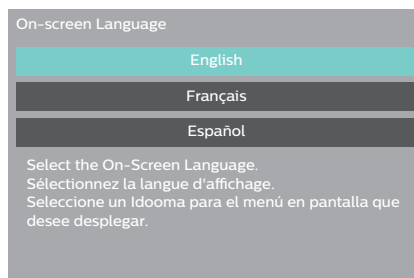 On-screen Language
English
Français
Español
Select the On-Screen Language.
Sélectionnez la langue d'affichage.
Seleccione un Idooma para el menú en pantalla que
desee desplegar.